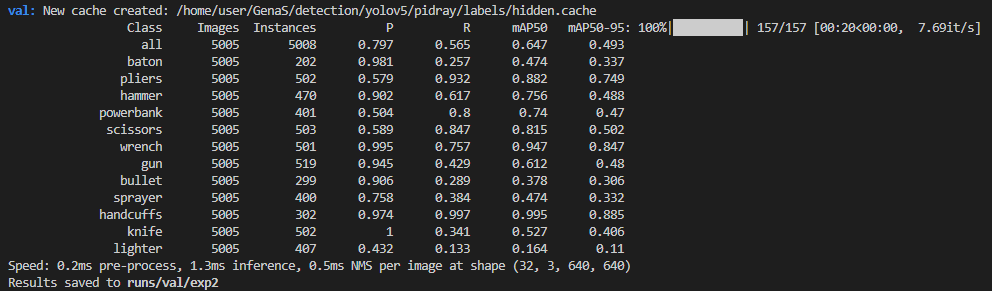 val: New cache created: /home/user/GenaS/detection/yolov5/pidray/labels/hidden.cache
Class Images Instances P R mAP50 mAP50-95: 100%|██████████| 157/157 [00:20<00:00, 7.69it/s]
all 5005 5008 0.797 0.565 0.647 0.493
baton 5005 202 0.981 0.257 0.474 0.337
pliers 5005 502 0.579 0.932 0.882 0.749
hammer 5005 470 0.902 0.617 0.756 0.488
powerbank 5005 401 0.504 0.8 0.74 0.47
scissors 5005 503 0.589 0.847 0.815 0.502
wrench 5005 501 0.995 0.757 0.947 0.847
gun 5005 519 0.945 0.429 0.612 0.48
bullet 5005 299 0.906 0.289 0.378 0.306
sprayer 5005 400 0.758 0.384 0.474 0.332
handcuffs 5005 302 0.974 0.997 0.995 0.885
knife 5005 502 1 0.341 0.527 0.406
lighter 5005 407 0.432 0.133 0.164 0.11
Speed: 0.2ms pre-process, 1.3ms inference, 0.5ms NMS per image at shape (32, 3, 640, 640)
Results saved to runs/val/exp2